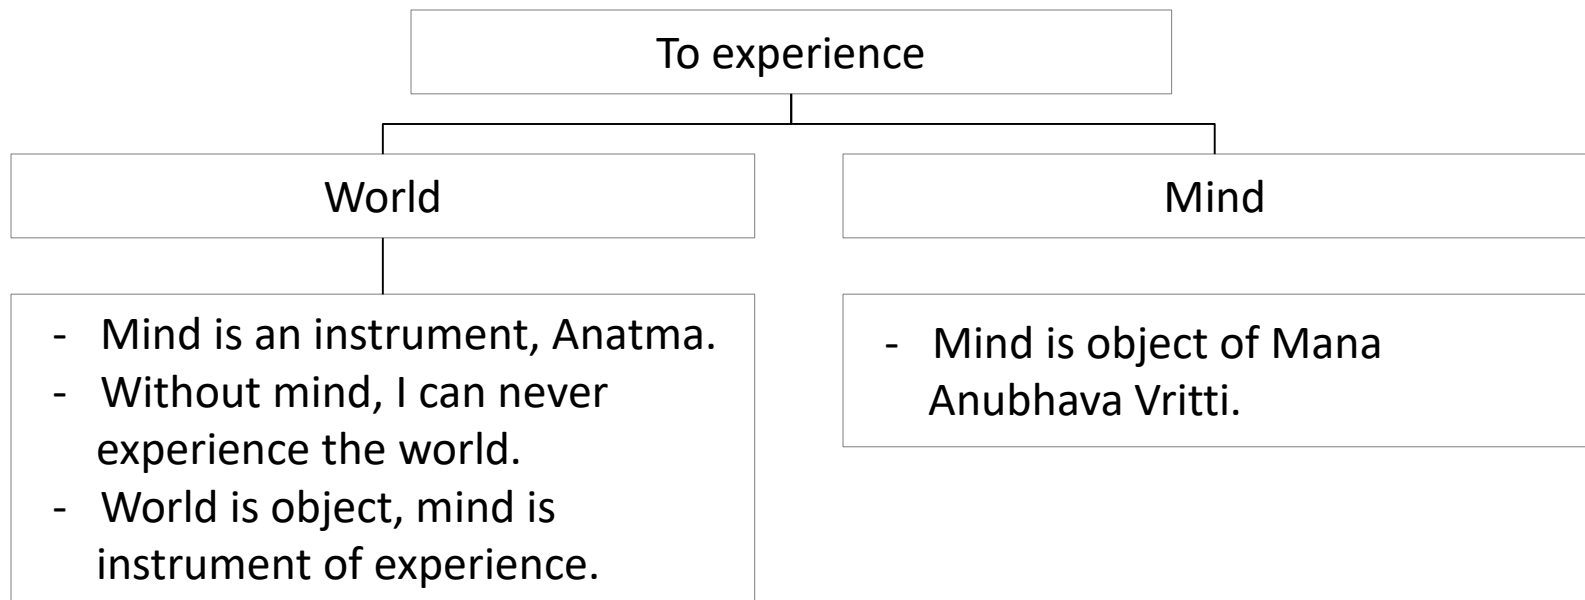 To experience
World
Mind
- Mind is an instrument, Anatma.
- Without mind, I can never
experience the world.
- World is object, mind is
instrument of experience.
- Mind is object of Mana
Anubhava Vritti.